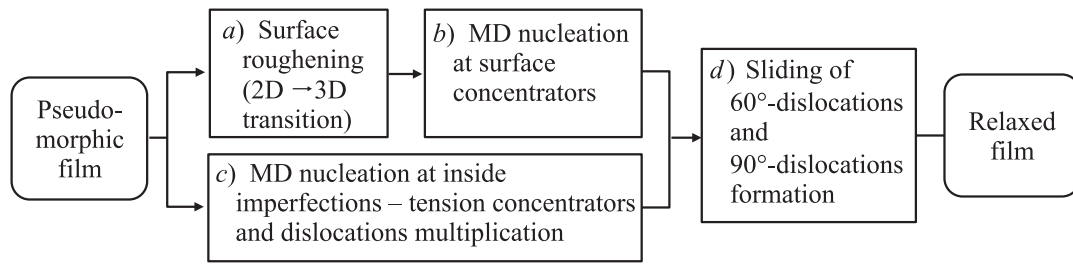 Pseudo-
morphic
film
a) Surface
roughening
(2D → 3D
transition)
b) MD nucleation
at surface
concentrators
c) MD nucleation at inside
imperfections – tension concentrators
and dislocations multiplication
d) Sliding of
60°-dislocations
and
90°-dislocations
formation
Relaxed
film